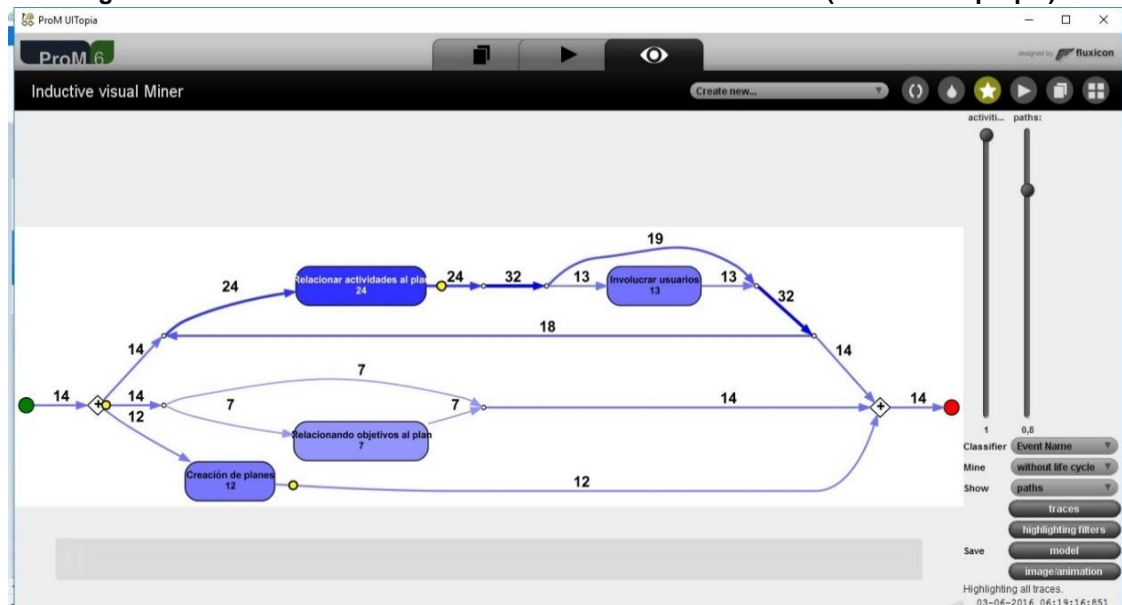 ProM UITopia
ProM 6
designed by fluxicon
Inductive visual Miner
Create new...
activiti... paths:
19
24
Relacionar actividades al plan
24
24
32
13
Involucrar usuarios
13
13
32
18
14
14
7
14
14
7
7
14
14
12
Relacionando objetivos al plan
7
Creación de planes
12
12
1
0,8
Classifier Event Name
Mine without life cycle
Show paths
traces
highlighting filters
Save model
image/animation
Highlighting all traces.
03-06-2016 06:19:16:851